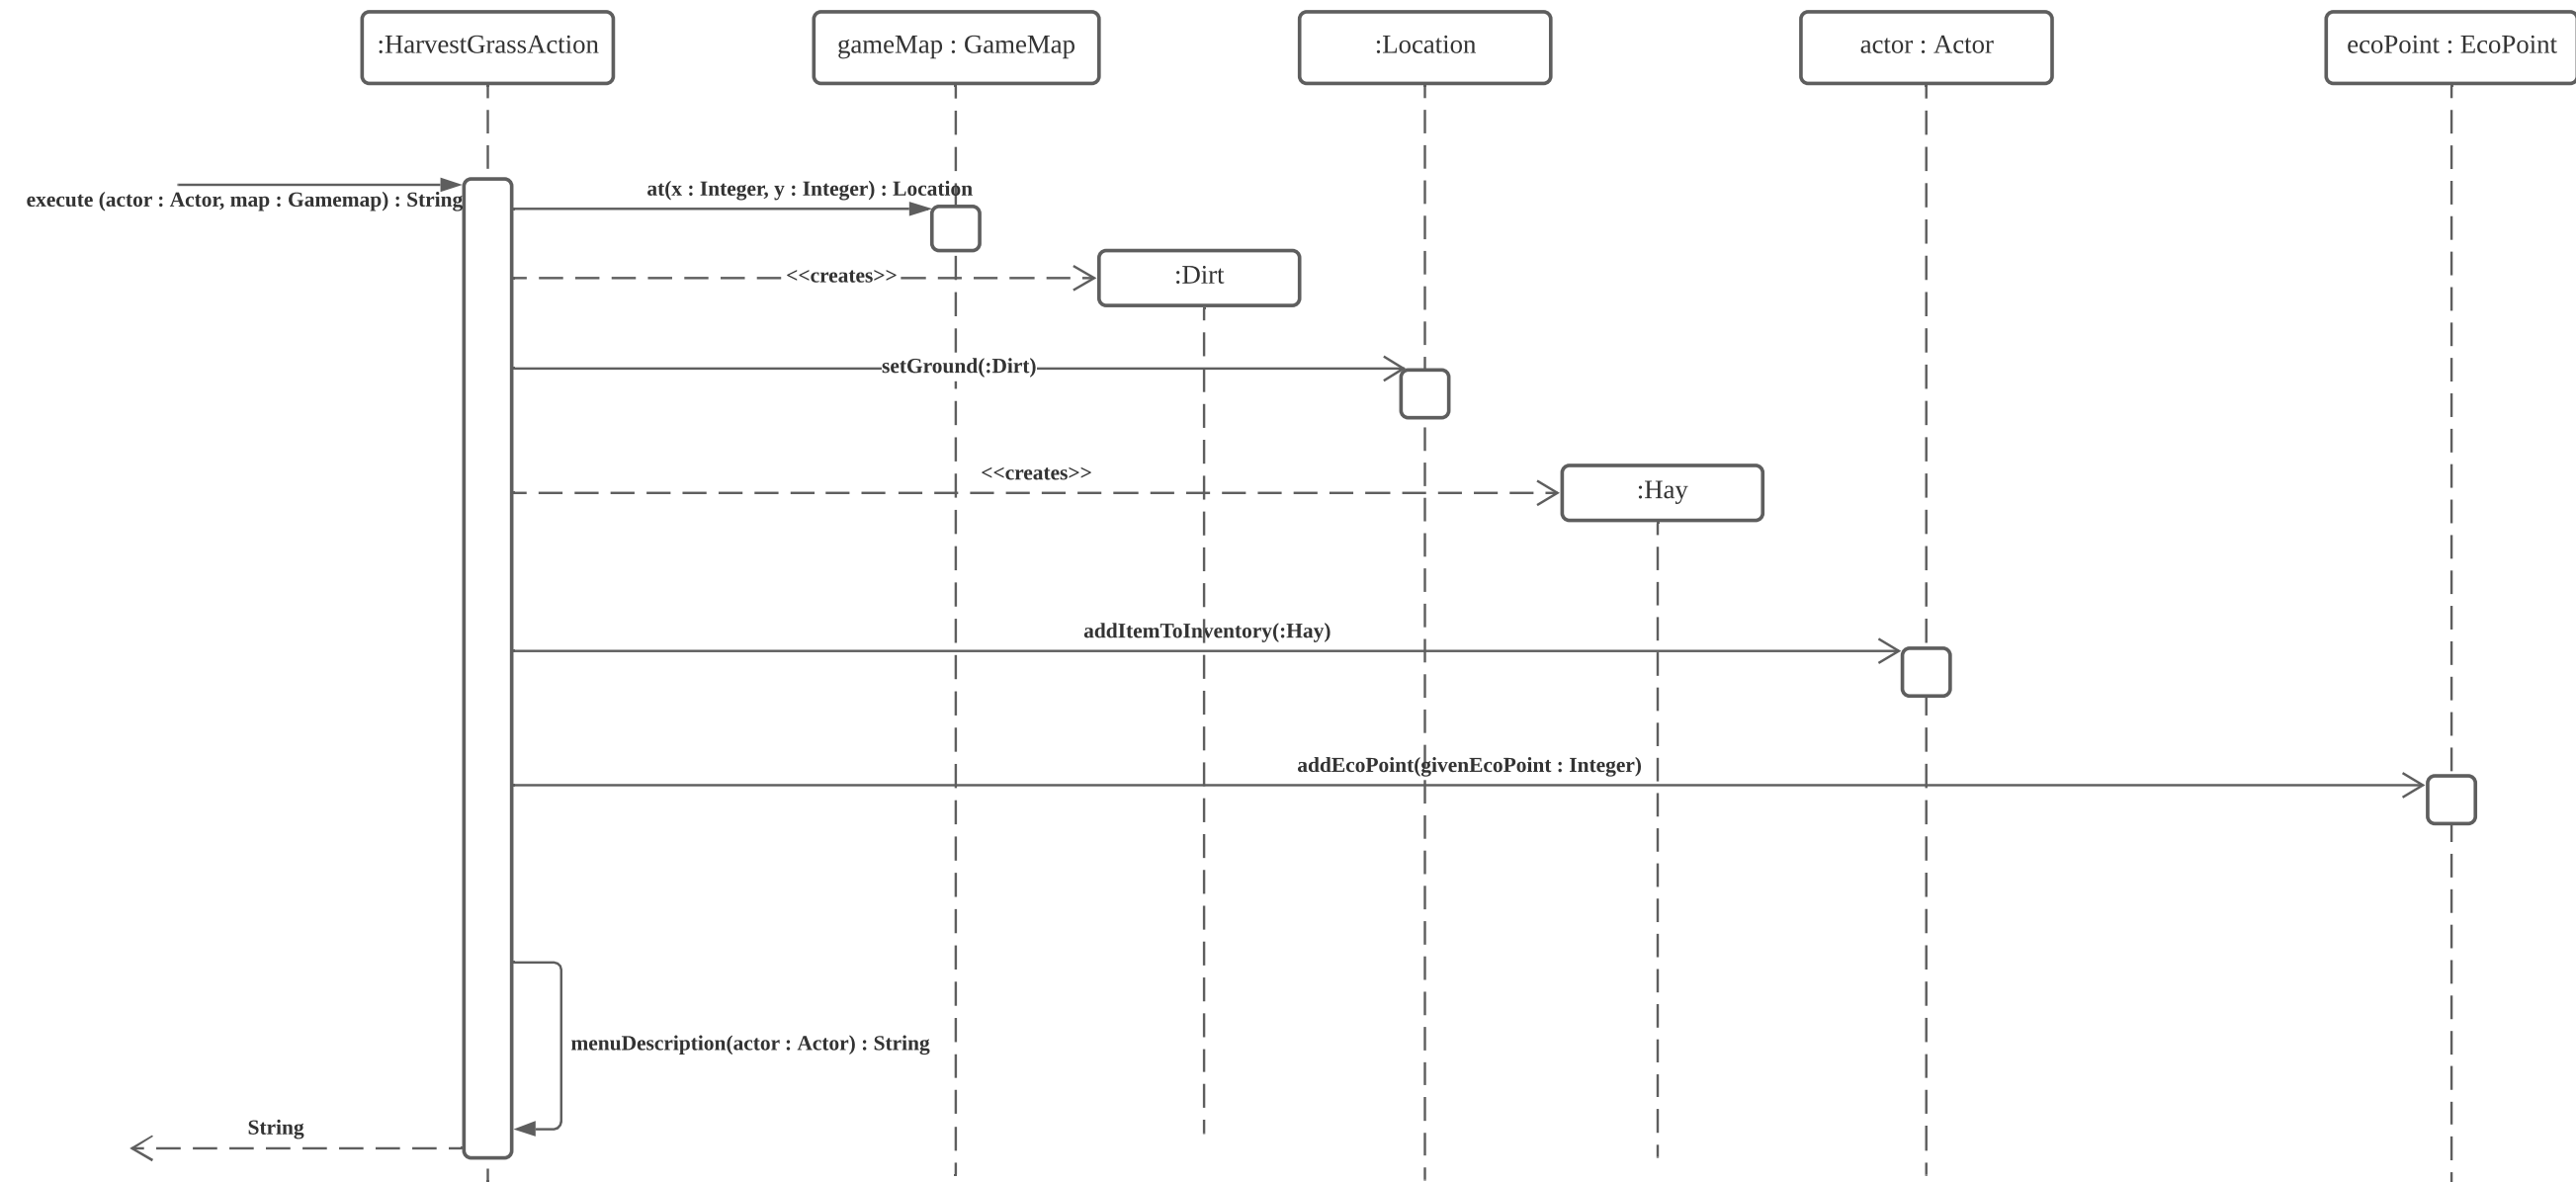 :HarvestGrassAction
gameMap : GameMap
:Location
actor : Actor
ecoPoint : EcoPoint
execute (actor : Actor, map : Gamemap) : String
at(x : Integer, y : Integer) : Location
<<creates>>
:Dirt
setGround(:Dirt)
<<creates>>
:Hay
addItemToInventory(:Hay)
addEcoPoint(givenEcoPoint : Integer)
menuDescription(actor : Actor) : String
String